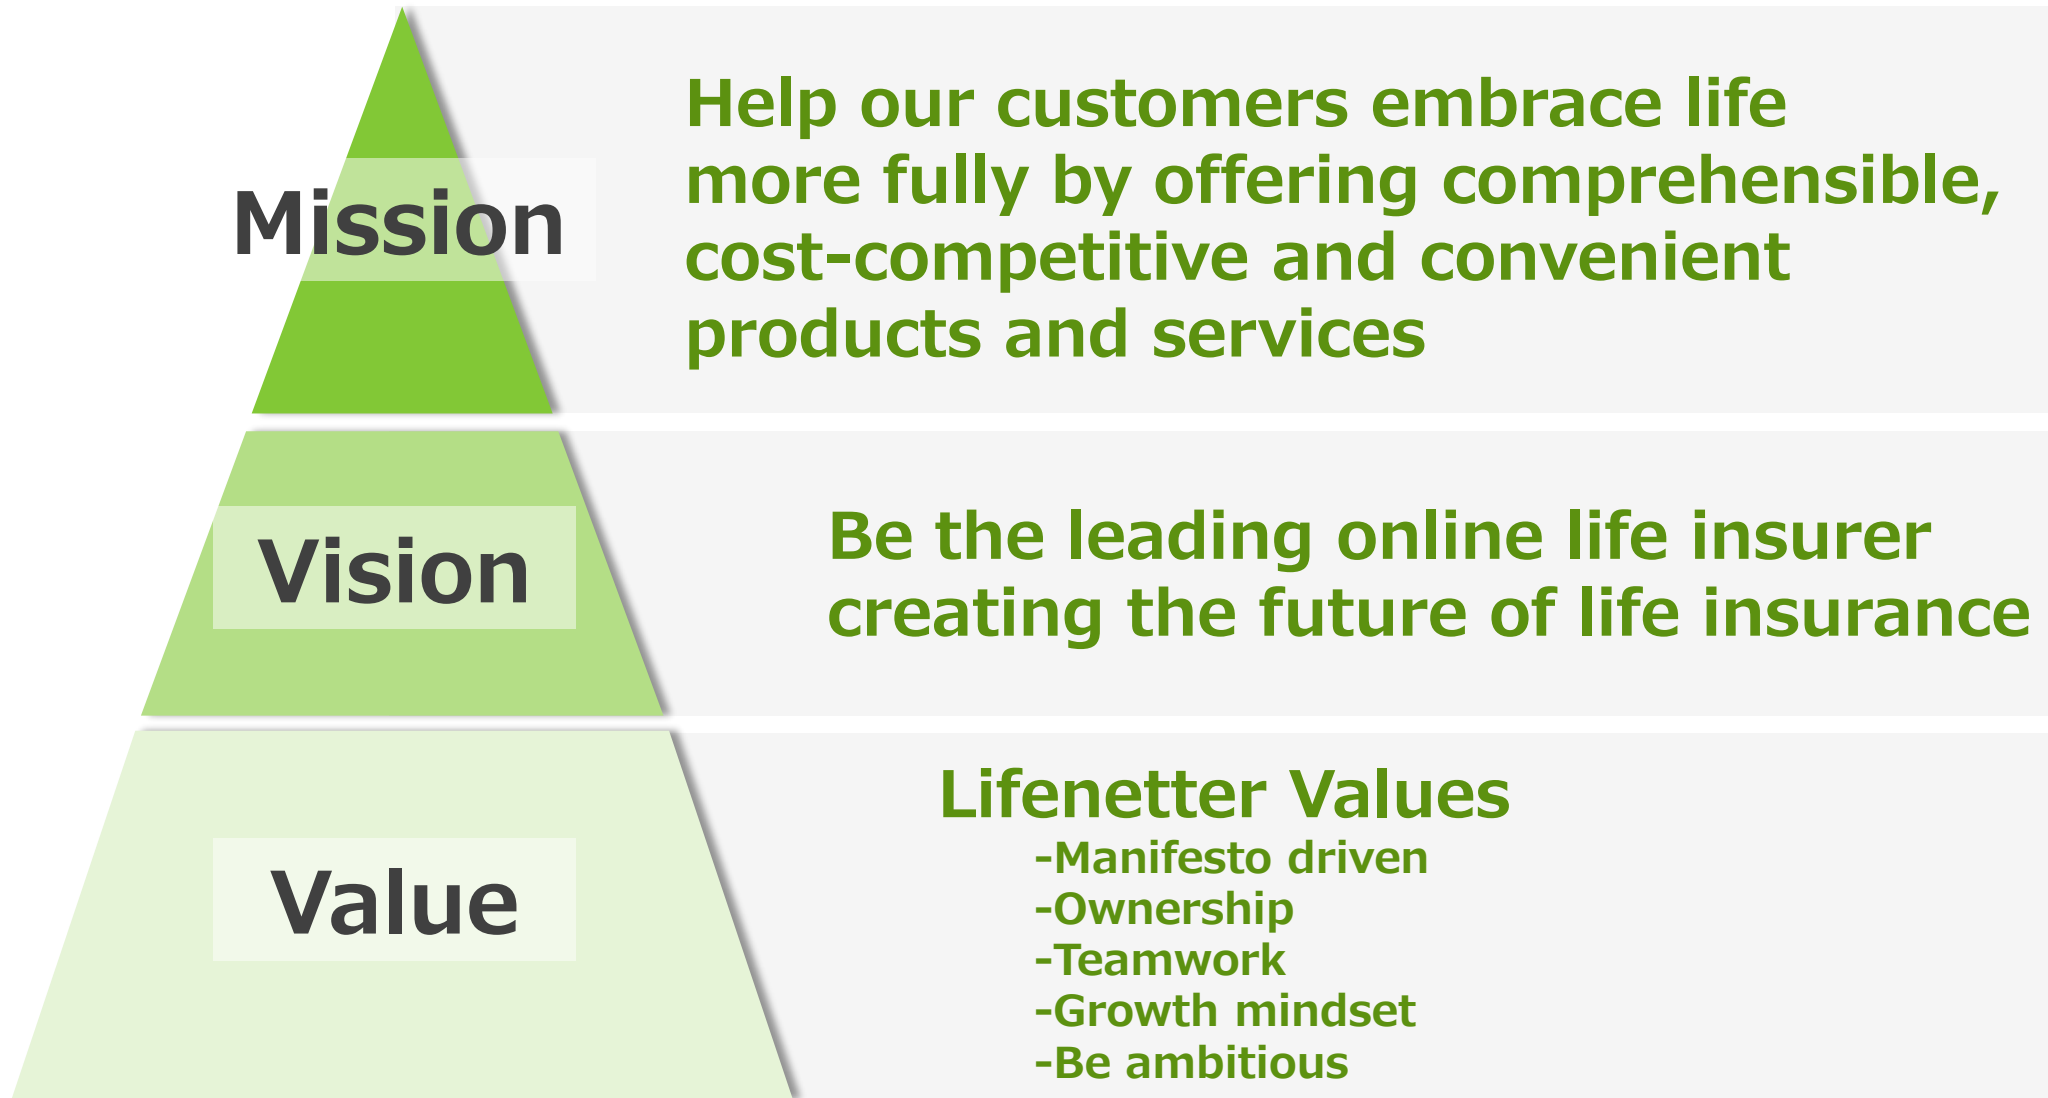 Mission
Help our customers embrace life
more fully by offering comprehensible,
cost-competitive and convenient
products and services
Vision
Be the leading online life insurer
creating the future of life insurance
Value
Lifenetter Values
-Manifesto driven
-Ownership
-Teamwork
-Growth mindset
-Be ambitious